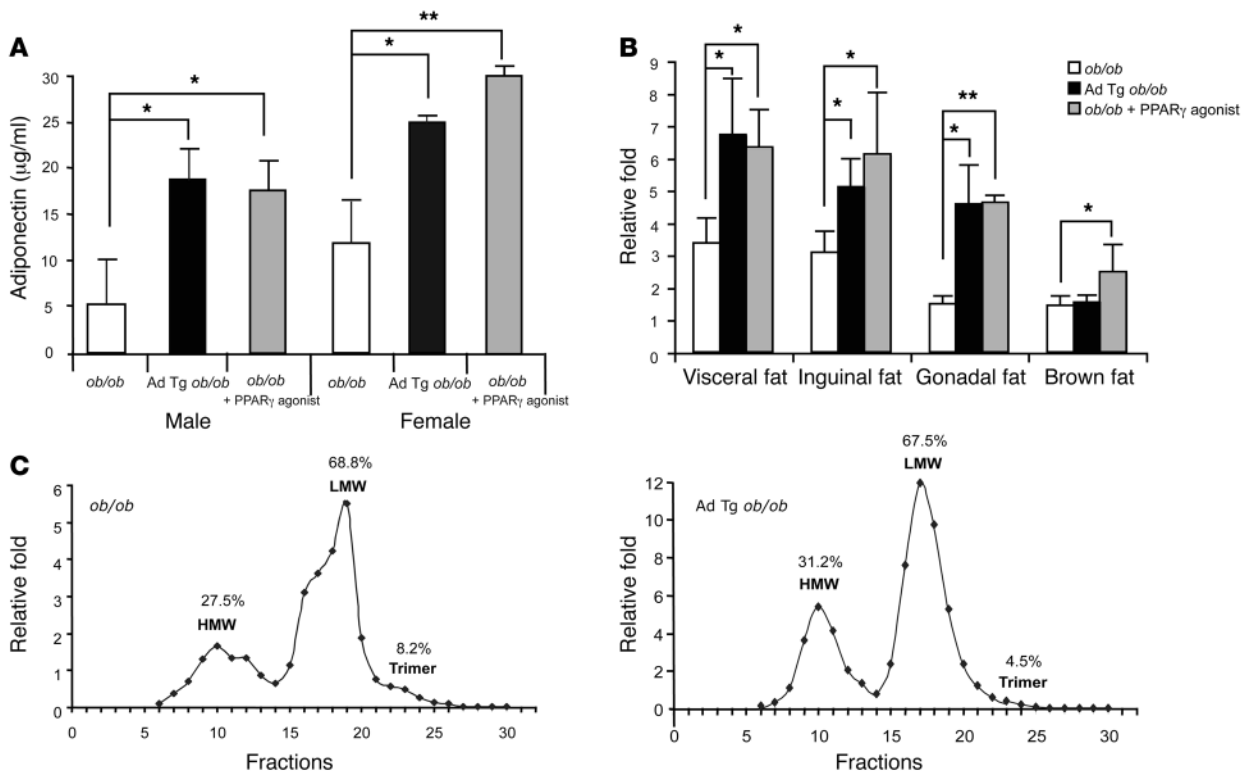 A
**
*
*
*
Adiponectin (μg/ml)
30
25
20
15
10
5
0
ob/ob
Ad Tg ob/ob
ob/ob
+ PPARγ agonist
ob/ob
Ad Tg ob/ob
ob/ob
+ PPARγ agonist
Male
Female
B
ob/ob
Ad Tg ob/ob
ob/ob + PPARγ agonist
*
*
*
*
**
*
*
Relative fold
9
8
7
6
5
4
3
2
1
0
Visceral fat
Inguinal fat
Gonadal fat
Brown fat
C
ob/ob
Relative fold
6
5
4
3
2
1
0
27.5%
HMW
68.8%
LMW
8.2%
Trimer
0
5
10
15
20
25
30
Fractions
Ad Tg ob/ob
Relative fold
12
10
8
6
4
2
0
31.2%
HMW
67.5%
LMW
4.5%
Trimer
0
5
10
15
20
25
30
Fractions